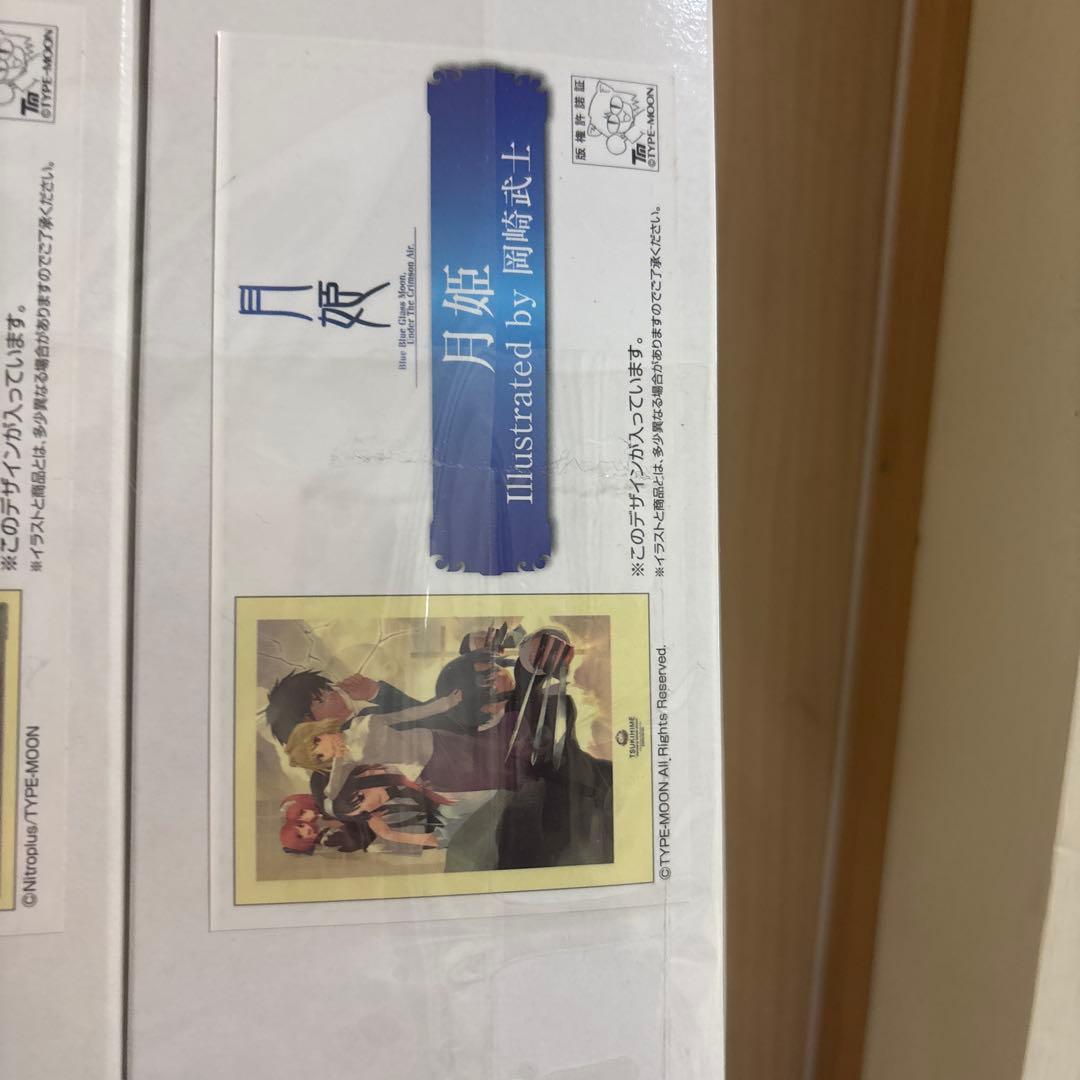 月姫
Blue Blue Glass Moon,
Under The Crimson Air.
月姫
Illustrated by 岡崎武士
版権許諾証
TM
©TYPE-MOON
※このデザインが入っています。
※イラストと商品とは、多少異なる場合がありますのでご了承ください。
TSUKIHIME
©TYPE-MOON All Rights Reserved.
TM
©TYPE-MOON
※このデザインが入っています。
※イラストと商品とは、多少異なる場合がありますのでご了承ください。
©Nitroplus/TYPE-MOON